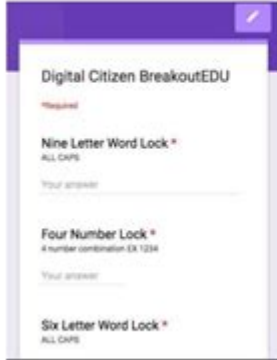 Digital Citizen BreakoutEDU
*Required
Nine Letter Word Lock *
ALL CAPS
Your answer
Four Number Lock *
4 number combination EX 1234
Your answer
Six Letter Word Lock *
ALL CAPS